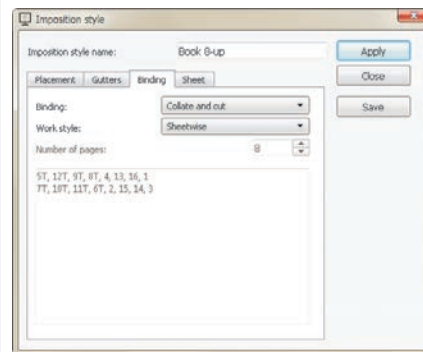 Imposition style
Imposition style name: Book 8-up Apply
Placement Gutters Binding Sheet Close
Binding: Collate and cut Save
Work style: Sheetwise
Number of pages: 8
5T, 12T, 9T, 8T, 4, 13, 16, 1
7T, 10T, 11T, 6T, 2, 15, 14, 3